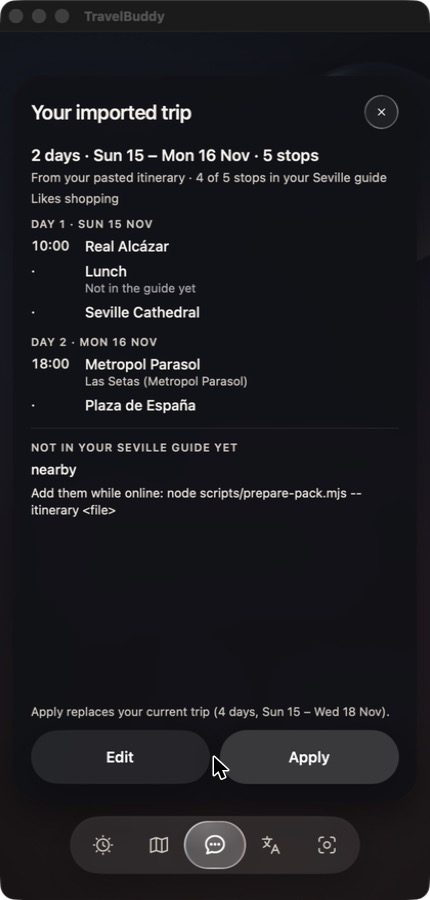 TravelBuddy
Your imported trip
2 days · Sun 15 – Mon 16 Nov · 5 stops
From your pasted itinerary · 4 of 5 stops in your Seville guide
Likes shopping
DAY 1 · SUN 15 NOV
10:00 Real Alcázar
· Lunch
Not in the guide yet
· Seville Cathedral
DAY 2 · MON 16 NOV
18:00 Metropol Parasol
Las Setas (Metropol Parasol)
· Plaza de España
NOT IN YOUR SEVILLE GUIDE YET
nearby
Add them while online: node scripts/prepare-pack.mjs --
itinerary <file>
Apply replaces your current trip (4 days, Sun 15 – Wed 18 Nov).
Edit Apply